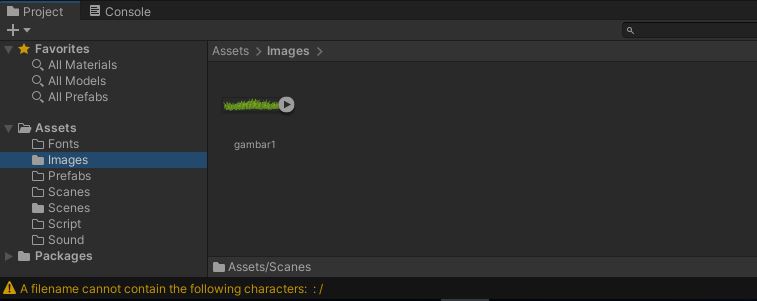 Project Console
Favorites
All Materials
All Models
All Prefabs
Assets
Fonts
Images
Prefabs
Scanes
Scenes
Script
Sound
Packages
Assets > Images >
gambar1
Assets/Scanes
A filename cannot contain the following characters: : /